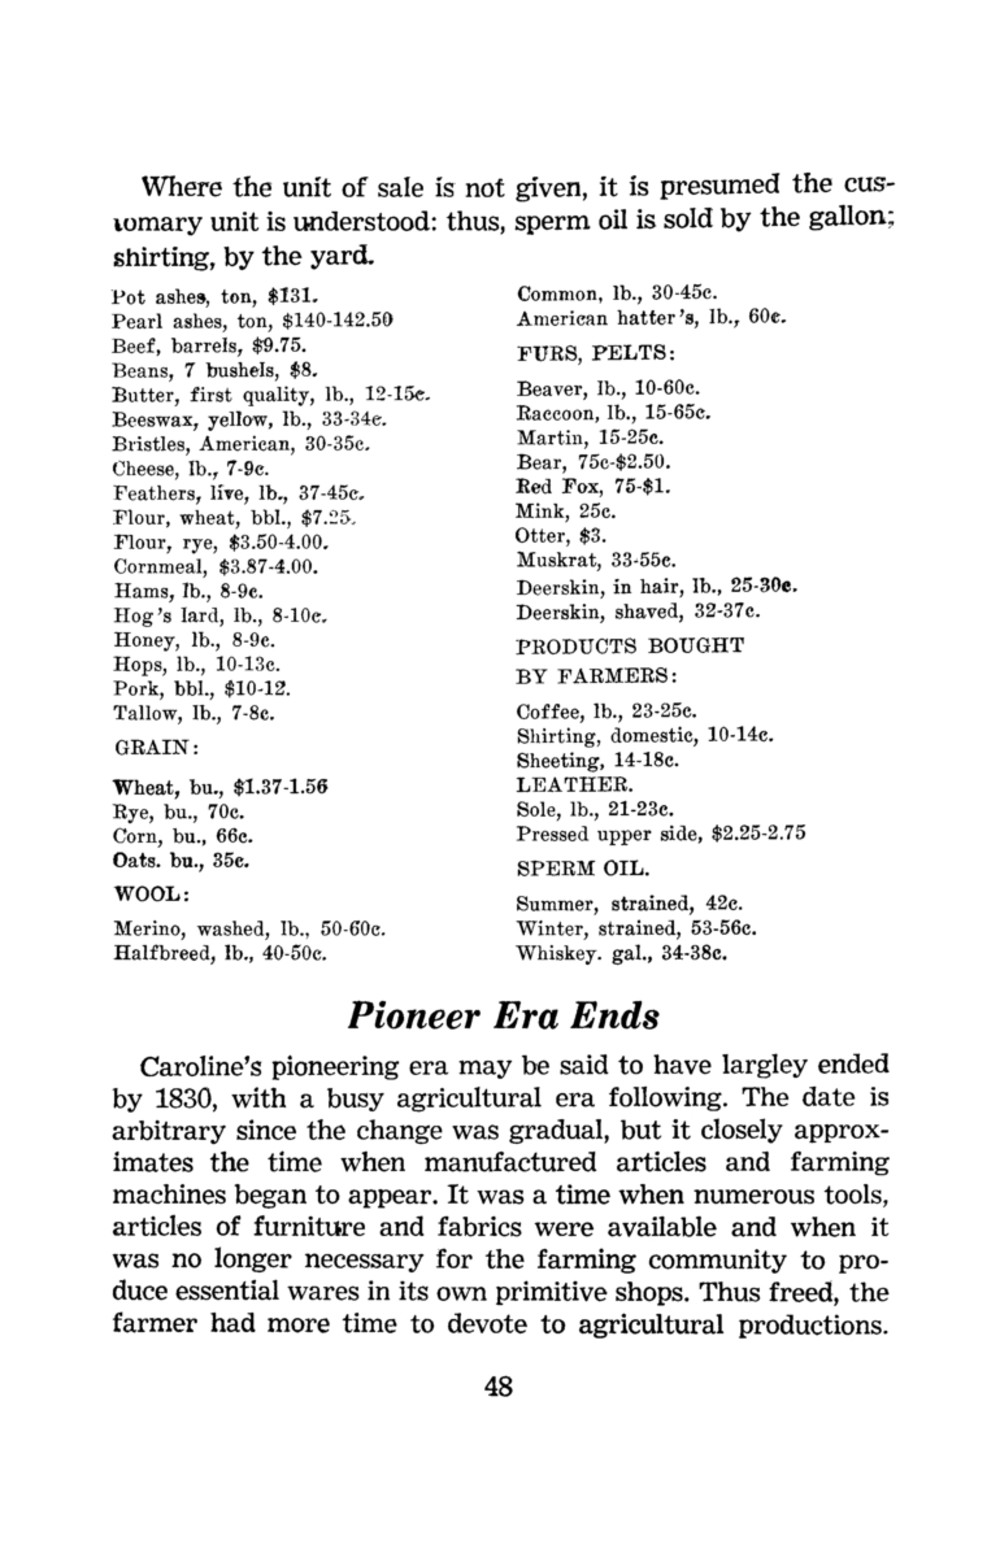 Where the unit of sale is not given, it is presumed the cus-
tomary unit is understood: thus, sperm oil is sold by the gallon;
shirting, by the yard.
Pot ashes, ton, $131.
Pearl ashes, ton, $140-142.50
Beef, barrels, $9.75.
Beans, 7 bushels, $8.
Butter, first quality, lb., 12-15c.
Beeswax, yellow, lb., 33-34c.
Bristles, American, 30-35c.
Cheese, lb., 7-9c.
Feathers, live, lb., 37-45c.
Flour, wheat, bbl., $7.25.
Flour, rye, $3.50-4.00.
Cornmeal, $3.87-4.00.
Hams, lb., 8-9c.
Hog's lard, lb., 8-10c.
Honey, lb., 8-9c.
Hops, lb., 10-13c.
Pork, bbl., $10-12.
Tallow, lb., 7-8c.
GRAIN:
Wheat, bu., $1.37-1.56
Rye, bu., 70c.
Corn, bu., 66c.
Oats. bu., 35c.
WOOL:
Merino, washed, lb., 50-60c.
Halfbreed, lb., 40-50c.
Common, lb., 30-45c.
American hatter's, lb., 60c.
FURS, PELTS:
Beaver, lb., 10-60c.
Raccoon, lb., 15-65c.
Martin, 15-25c.
Bear, 75c-$2.50.
Red Fox, 75-$1.
Mink, 25c.
Otter, $3.
Muskrat, 33-55c.
Deerskin, in hair, lb., 25-30c.
Deerskin, shaved, 32-37c.
PRODUCTS BOUGHT
BY FARMERS:
Coffee, lb., 23-25c.
Shirting, domestic, 10-14c.
Sheeting, 14-18c.
LEATHER.
Sole, lb., 21-23c.
Pressed upper side, $2.25-2.75
SPERM OIL.
Summer, strained, 42c.
Winter, strained, 53-56c.
Whiskey. gal., 34-38c.
Pioneer Era Ends
Caroline's pioneering era may be said to have largley ended
by 1830, with a busy agricultural era following. The date is
arbitrary since the change was gradual, but it closely approx-
imates the time when manufactured articles and farming
machines began to appear. It was a time when numerous tools,
articles of furniture and fabrics were available and when it
was no longer necessary for the farming community to pro-
duce essential wares in its own primitive shops. Thus freed, the
farmer had more time to devote to agricultural productions.
48